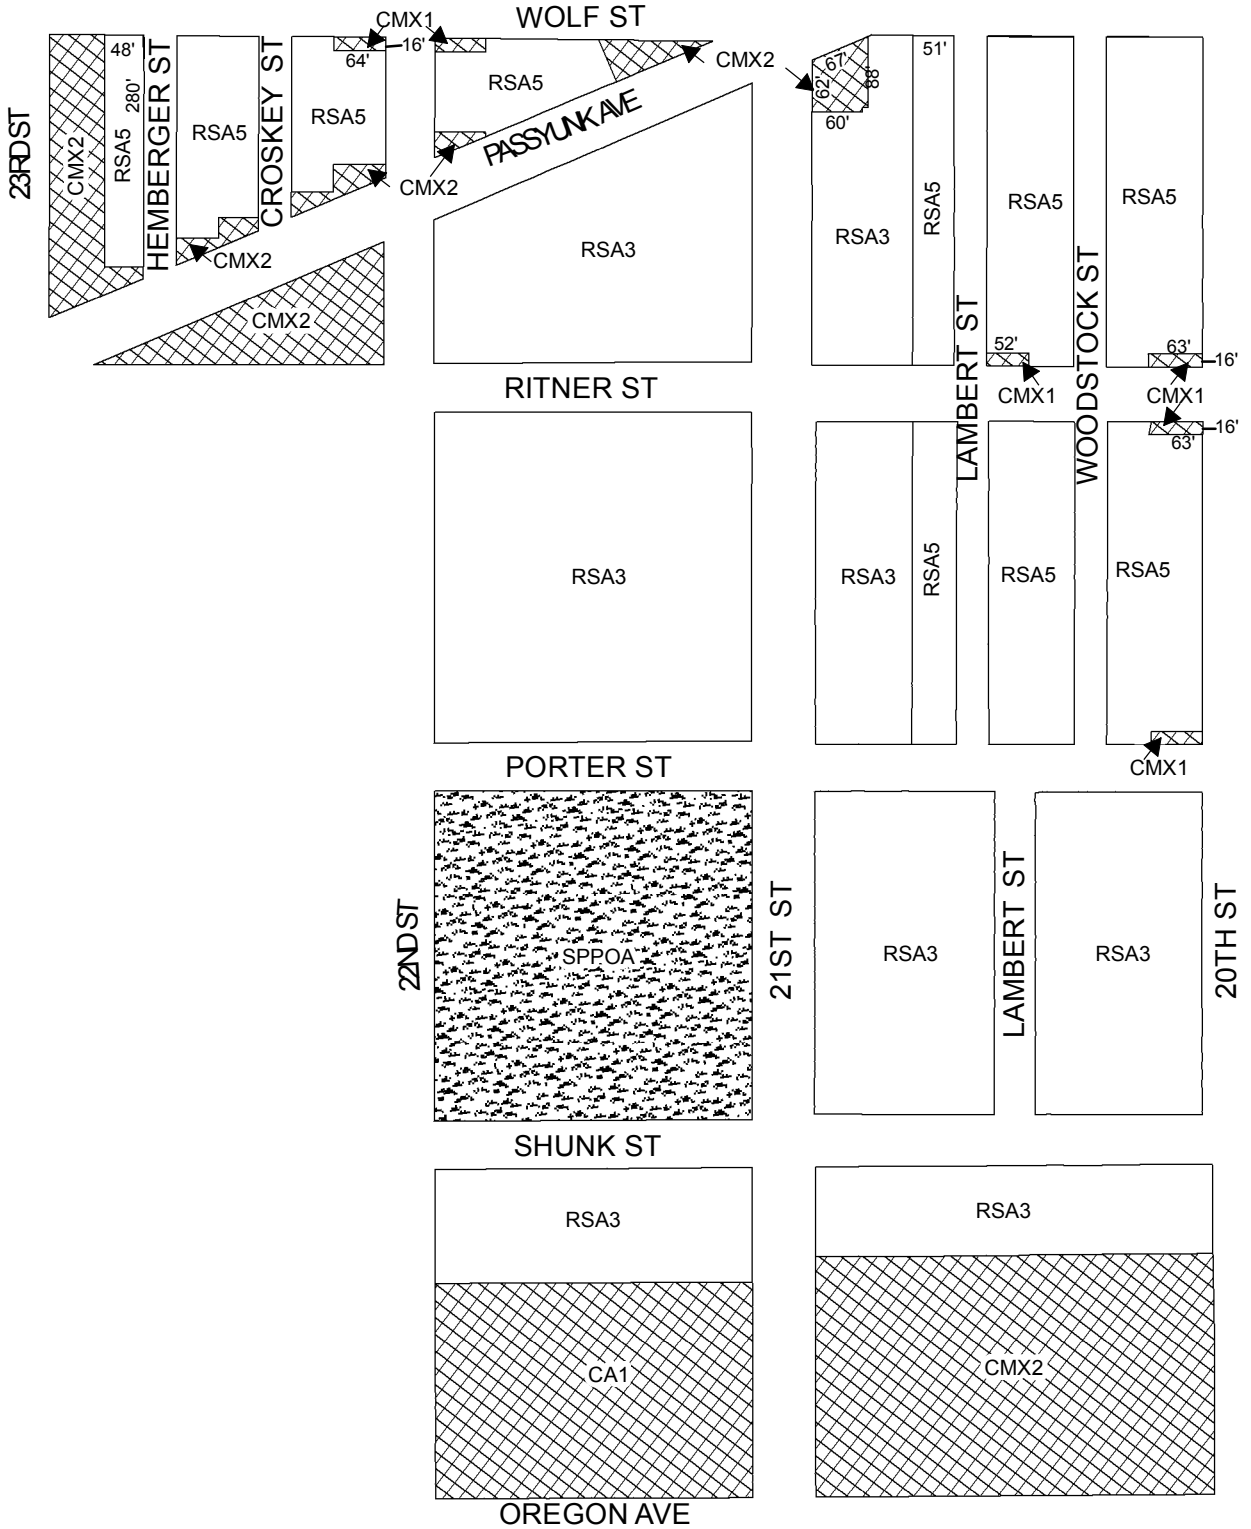 WOLF ST
CMX1
16'
64'
48'
280'
RSA5
RSA5
RSA5
RSA5
CMX2
CMX2
51'
67'
62'
88'
60'
23RD ST
CMX2
HEMBERGER ST
CROSKEY ST
PASSYUNK AVE
CMX2
CMX2
CMX2
RSA3
RSA3
RSA5
RSA5
RSA5
LAMBERT ST
WOODSTOCK ST
52'
63'
16'
CMX1
CMX1
16'
63'
RITNER ST
RSA3
RSA3
RSA5
RSA5
RSA5
CMX1
PORTER ST
22ND ST
SPPOA
21ST ST
RSA3
LAMBERT ST
RSA3
20TH ST
SHUNK ST
RSA3
RSA3
CA1
CMX2
OREGON AVE